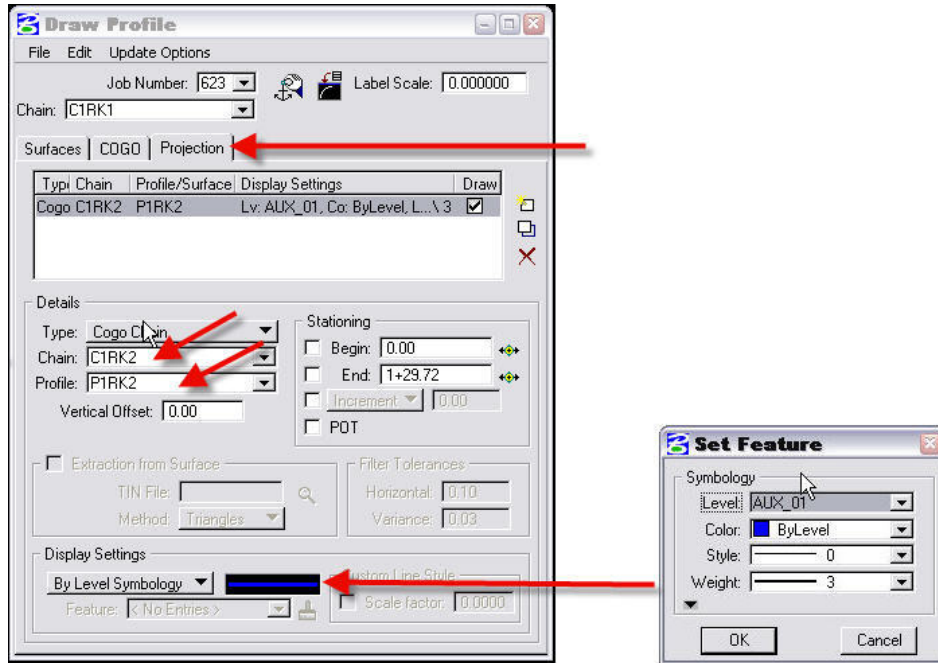 Draw Profile
File Edit Update Options
Job Number: 623 Label Scale: 0.000000
Chain: C1RK1
Surfaces COGO Projection
Typ Chain Profile/Surface Display Settings Draw
Cogo C1RK2 P1RK2 Lv: AUX_01, Co: ByLevel, L...\ 3
Details
Type: Cogo Chain
Chain: C1RK2
Profile: P1RK2
Vertical Offset: 0.00
Stationing
Begin: 0.00
End: 1+29.72
Increment 0.00
POT
Extraction from Surface
TIN File:
Method: Triangles
Filter Tolerances
Horizontal: 0.10
Variance: 0.03
Display Settings
By Level Symbology
Feature: < No Entries >
Custom Line Style
Scale factor: 0.0000
Set Feature
Symbology
Level: AUX_01
Color: ByLevel
Style: 0
Weight: 3
OK Cancel